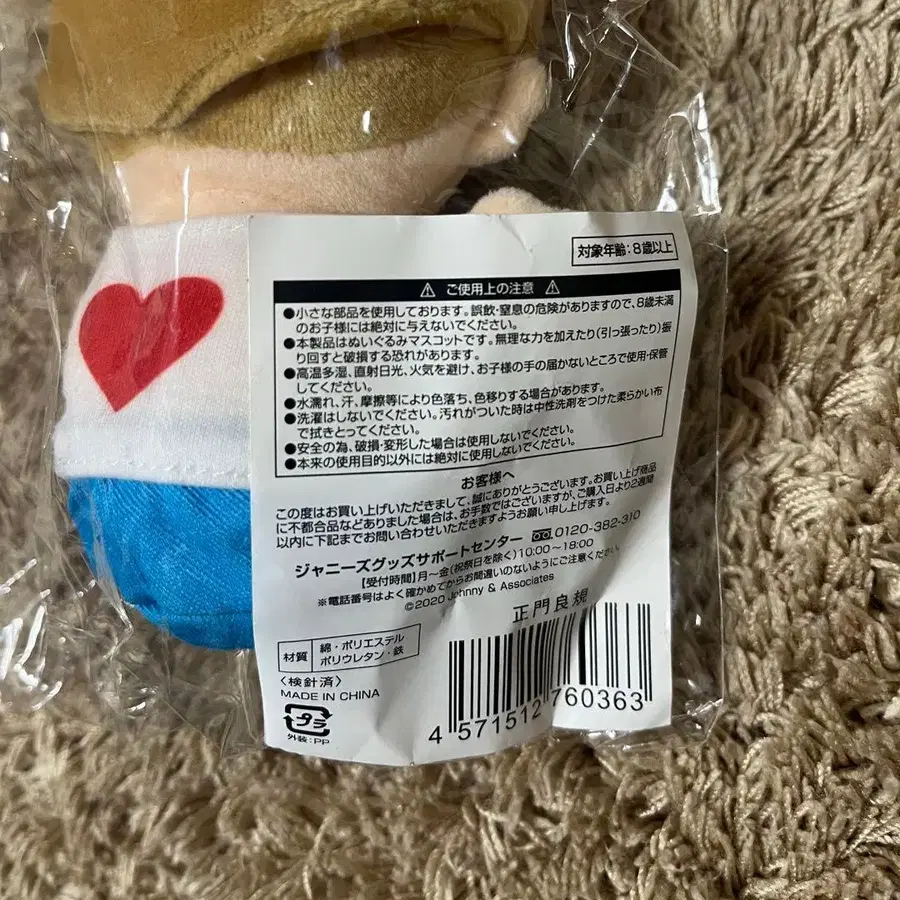 対象年齢:8歳以上
⚠ ご使用上の注意 ⚠
●小さな部品を使用しております。誤飲・窒息の危険がありますので、8歳未満
のお子様には絶対に与えないでください。
●本製品はぬいぐるみマスコットです。無理な力を加えたり(引っ張ったり)振
り回すと破損する恐れがあります。
●高温多湿、直射日光、火気を避け、お子様の手の届かないところで使用・保管
してください。
●水濡れ、汗、摩擦等により色落ち、色移りする場合があります。
●洗濯はしないでください。汚れがついた時は中性洗剤をつけた柔らかい布
で拭きとってください。
●安全の為、破損・変形した場合は使用しないでください。
●本来の使用目的以外には絶対に使用しないでください。
お客様へ
この度はお買い上げいただきまして、誠にありがとうございます。お買い上げ商品
に不都合品などありました場合は、お手数ではございますが、ご購入日より2週間
以内に下記までお問い合わせいただきますようお願い申し上げます。
ジャニーズグッズサポートセンター 0120-382-310
【受付時間】月～金(祝祭日を除く)10:00～18:00
※電話番号はよく確かめてからお間違いのないようにご注意ください。
©2020 Johnny & Associates
正門良規
材質 綿・ポリエステル
ポリウレタン・鉄
〈検針済〉
MADE IN CHINA
プラ
外装:PP
4 571512 760363